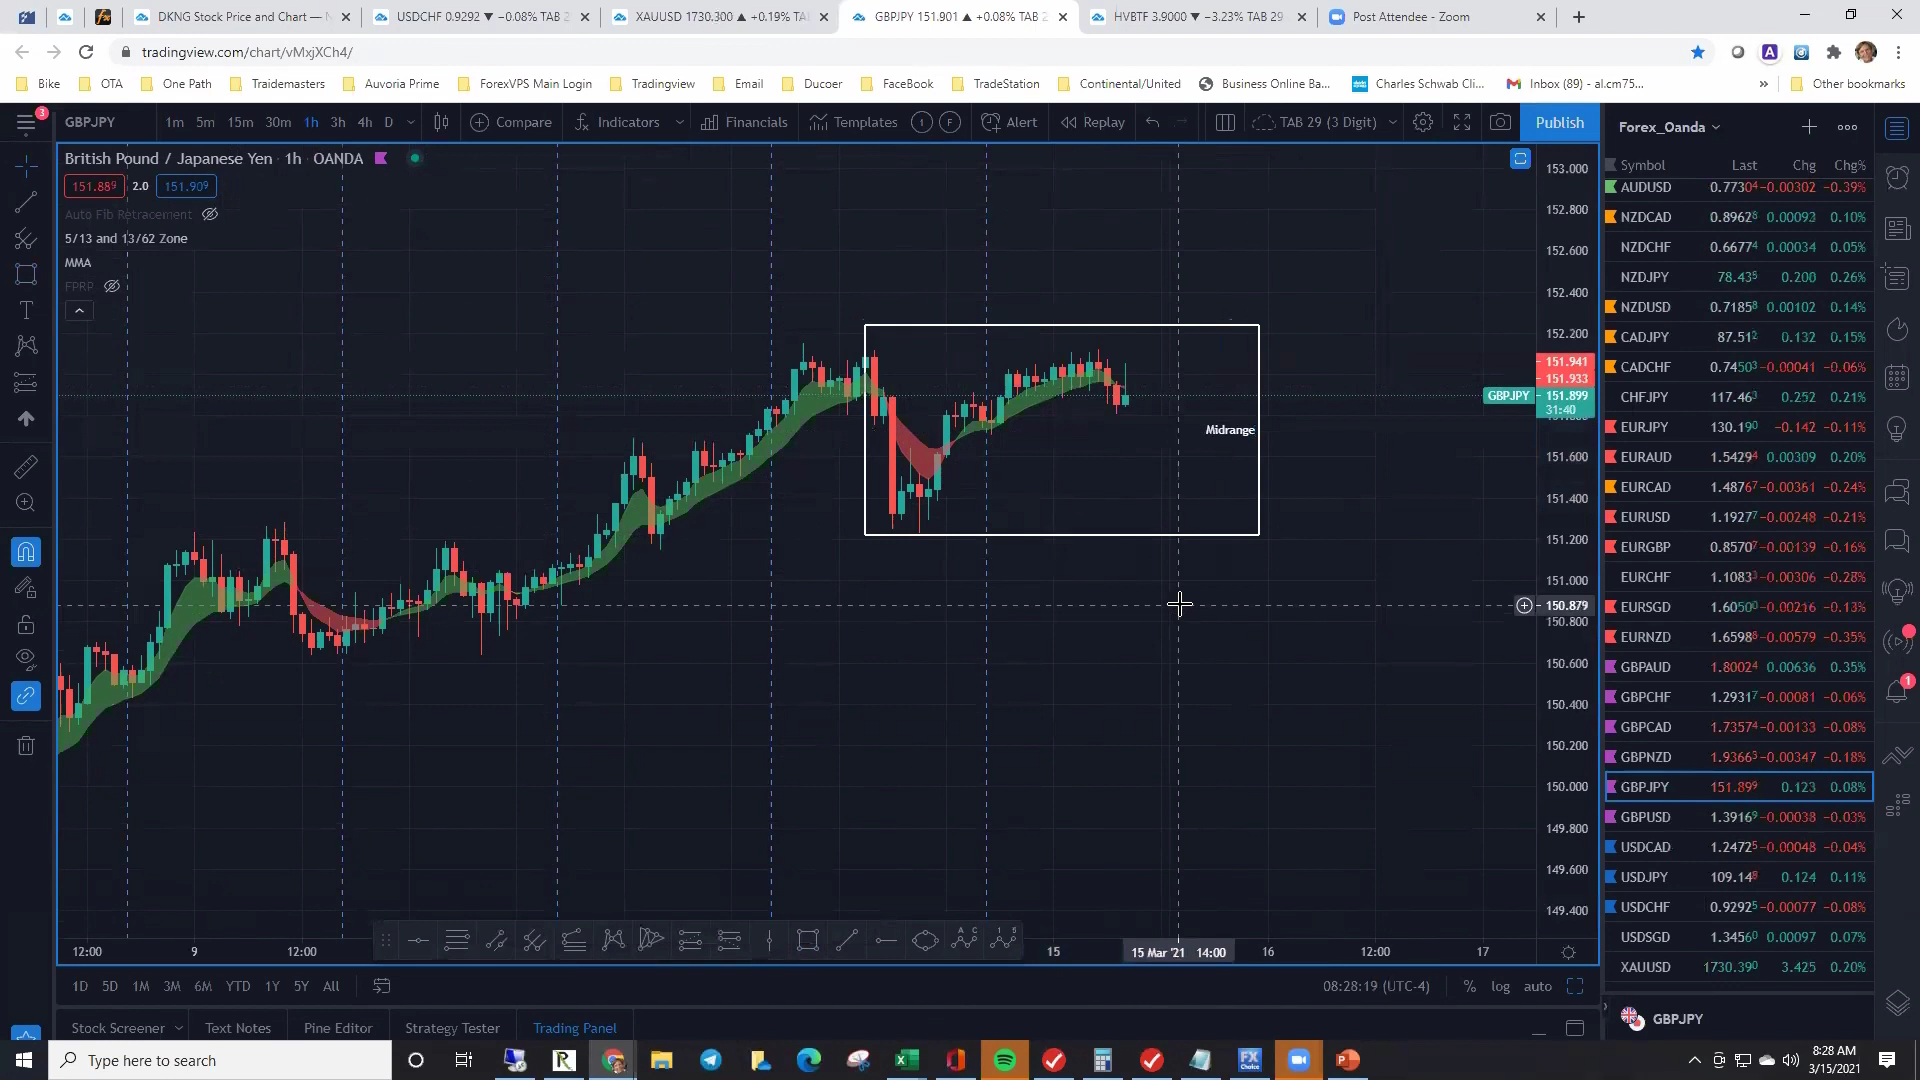 DKNG Stock Price and Chart — N
USDCHF 0.9292 ▼ −0.08% TAB 2
XAUUSD 1730.300 ▲ +0.19% TA
GBPJPY 151.901 ▲ +0.08% TAB 2
HVBTF 3.9000 ▼ −3.23% TAB 29
Post Attendee - Zoom
tradingview.com/chart/vMxjXCh4/
Bike OTA One Path Traidemasters Auvoria Prime ForexVPS Main Login Tradingview Email Ducoer FaceBook TradeStation Continental/United Business Online Ba... Charles Schwab Cli... Inbox (89) - al.cm75... » Other bookmarks
3
GBPJPY 1m 5m 15m 30m 1h 3h 4h D Compare Indicators Financials Templates I F Alert Replay TAB 29 (3 Digit) Publish
British Pound / Japanese Yen · 1h · OANDA
151.889 2.0 151.909
Auto Fib Retracement
5/13 and 13/62 Zone
MMA
FPRP
Midrange
153.000
152.800
152.600
152.400
152.200
151.941
151.933
GBPJPY 151.899
31:40
151.600
151.400
151.200
151.000
150.879
150.800
150.600
150.400
150.200
150.000
149.800
149.600
149.400
12:00 9 12:00 15 15 Mar '21 14:00 16 12:00 17
1D 5D 1M 3M 6M YTD 1Y 5Y All 08:28:19 (UTC-4) % log auto
Stock Screener Text Notes Pine Editor Strategy Tester Trading Panel
Forex_Oanda
Symbol Last Chg Chg%
AUDUSD 0.77304 −0.00302 −0.39%
NZDCAD 0.89628 0.00093 0.10%
NZDCHF 0.66774 0.00034 0.05%
NZDJPY 78.435 0.200 0.26%
NZDUSD 0.71858 0.00102 0.14%
CADJPY 87.512 0.132 0.15%
CADCHF 0.74503 −0.00041 −0.06%
CHFJPY 117.463 0.252 0.21%
EURJPY 130.190 −0.142 −0.11%
EURAUD 1.54294 0.00309 0.20%
EURCAD 1.48767 −0.00361 −0.24%
EURUSD 1.19277 −0.00248 −0.21%
EURGBP 0.85707 −0.00139 −0.16%
EURCHF 1.10833 −0.00306 −0.28%
EURSGD 1.60500 −0.00216 −0.13%
EURNZD 1.65988 −0.00579 −0.35%
GBPAUD 1.80024 0.00636 0.35%
GBPCHF 1.29317 −0.00081 −0.06%
GBPCAD 1.73574 −0.00133 −0.08%
GBPNZD 1.93665 −0.00347 −0.18%
GBPJPY 151.899 0.123 0.08%
GBPUSD 1.39169 −0.00038 −0.03%
USDCAD 1.24725 −0.00048 −0.04%
USDJPY 109.148 0.124 0.11%
USDCHF 0.92925 −0.00077 −0.08%
USDSGD 1.34560 0.00097 0.07%
XAUUSD 1730.390 3.425 0.20%
GBPJPY
1
Type here to search
8:28 AM
3/15/2021